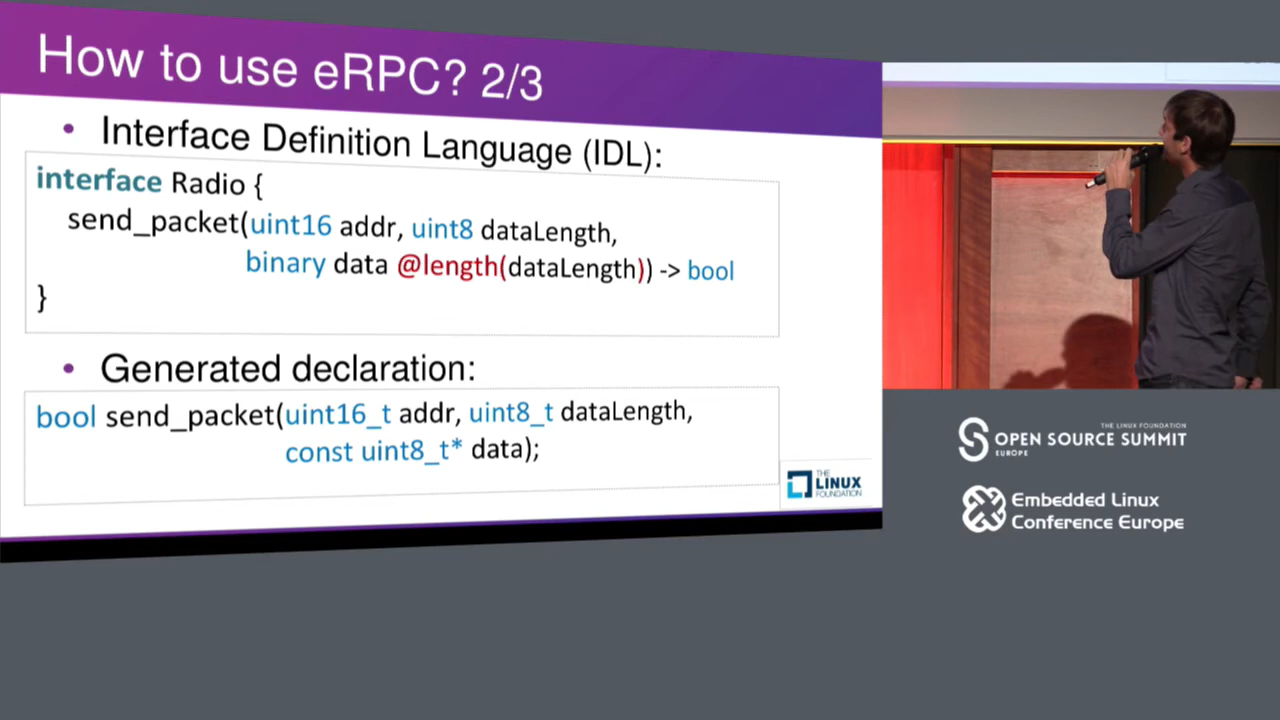 How to use eRPC? 2/3
• Interface Definition Language (IDL):
interface Radio {
send_packet(uint16 addr, uint8 dataLength,
binary data @length(dataLength)) -> bool
}
• Generated declaration:
bool send_packet(uint16_t addr, uint8_t dataLength,
const uint8_t* data);
THE
LINUX
FOUNDATION
THE LINUX FOUNDATION
OPEN SOURCE SUMMIT
EUROPE
Embedded Linux
Conference Europe